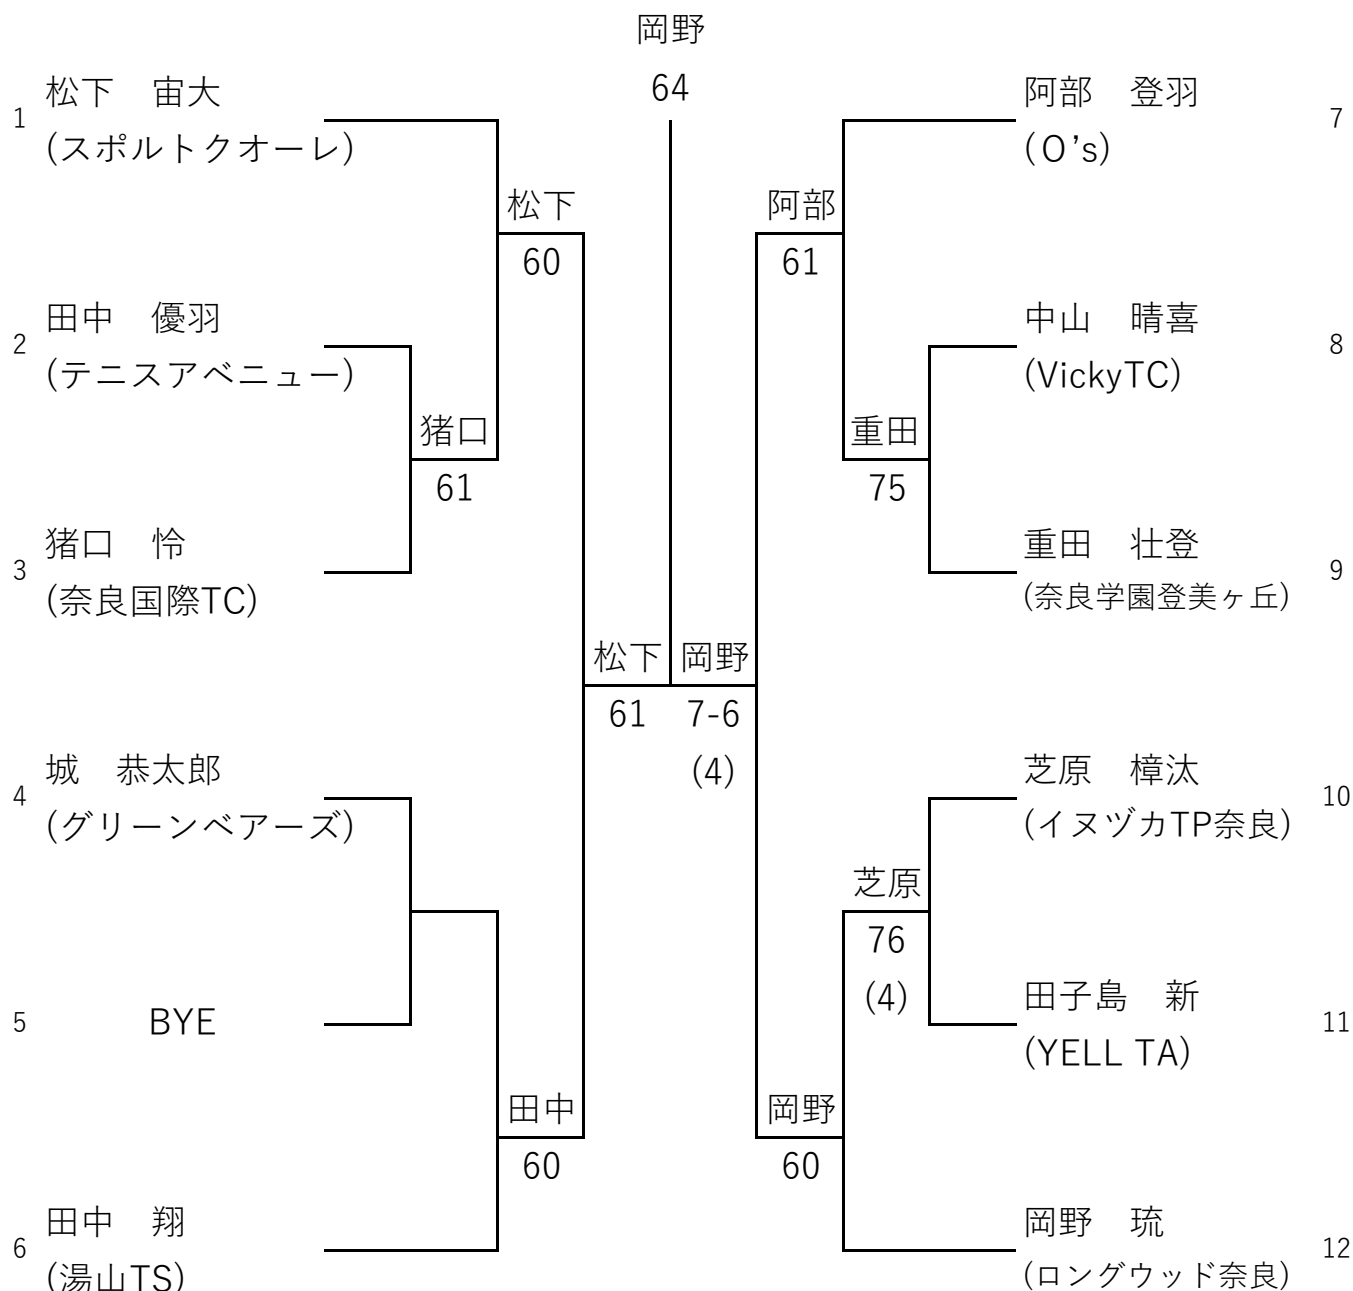 岡野
64
1
松下　宙大
(スポルトクオーレ)
松下
60
2
田中　優羽
(テニスアベニュー)
猪口
61
3
猪口　怜
(奈良国際TC)
松下
61
4
城　恭太郎
(グリーンベアーズ)
5
BYE
田中
60
6
田中　翔
(湯山TS)
阿部　登羽
7
(O’s)
阿部
61
中山　晴喜
8
(VickyTC)
重田
75
重田　壮登
9
(奈良学園登美ヶ丘)
岡野
7-6
(4)
芝原　樟汰
10
(イヌヅカTP奈良)
芝原
76
(4)
田子島　新
11
(YELL TA)
岡野
60
岡野　琉
12
(ロングウッド奈良)